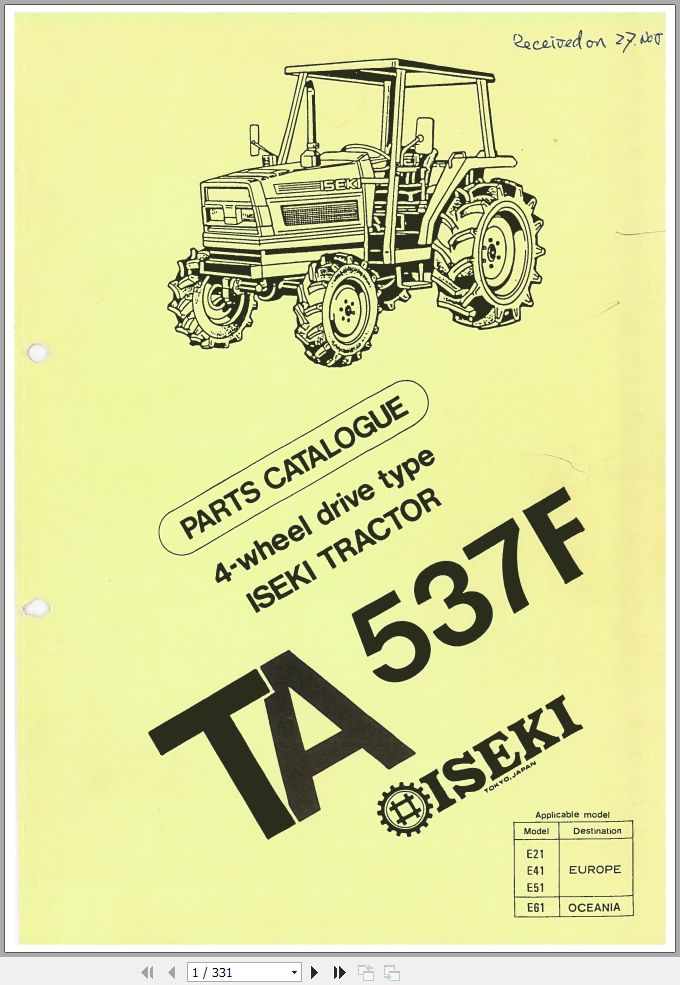 Received on 27. Nov
ISEKI
PARTS CATALOGUE
4-wheel drive type
ISEKI TRACTOR
TA 537F
ISEKI
TOKYO, JAPAN
Applicable model
Model Destination
E21
E41 EUROPE
E51
E61 OCEANIA
1 / 331